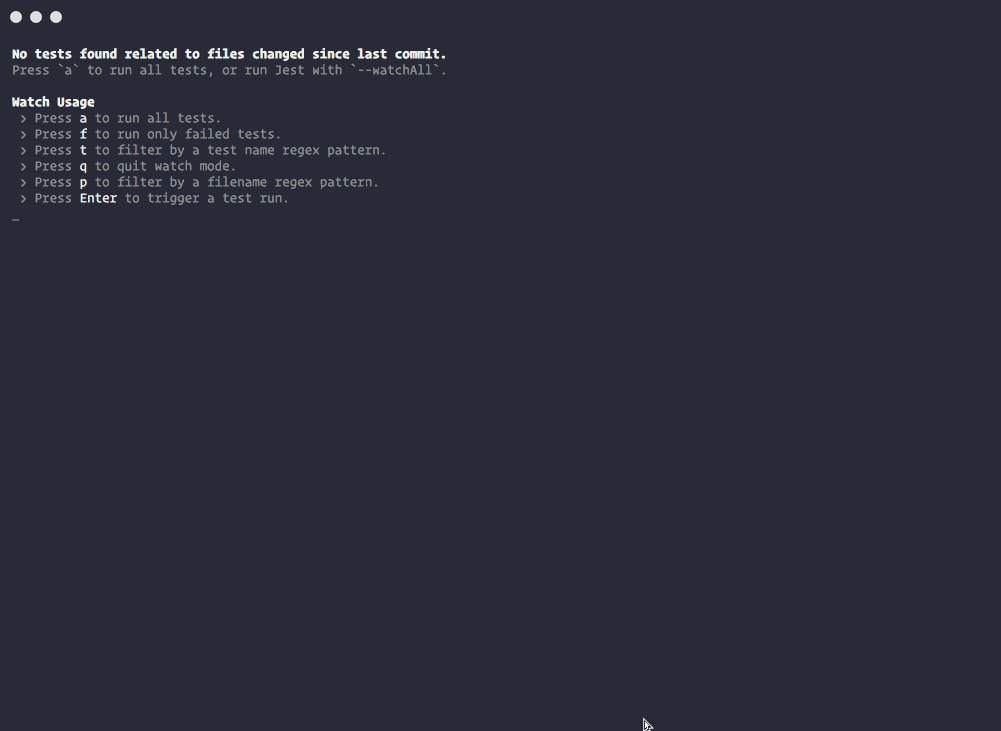 No tests found related to files changed since last commit.
Press `a` to run all tests, or run Jest with `--watchAll`.
Watch Usage
› Press a to run all tests.
› Press f to run only failed tests.
› Press t to filter by a test name regex pattern.
› Press q to quit watch mode.
› Press p to filter by a filename regex pattern.
› Press Enter to trigger a test run.